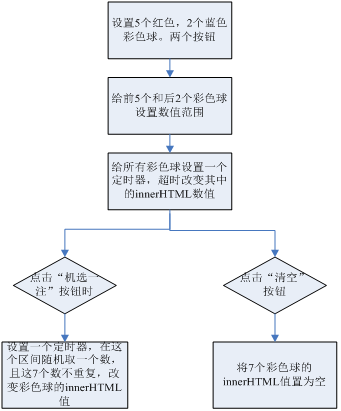 设置5个红色，2个蓝色
彩色球。两个按钮
给前5个和后2个彩色球
设置数值范围
给所有彩色球设置一个
定时器，超时改变其中
的innerHTML数值
点击“机选一
注”按钮时
点击“清空”
按钮
设置一个定时器，在这
个区间随机取一个数，
且这7个数不重复，改
变彩色球的innerHTML
值
将7个彩色球的
innerHTML值置为空